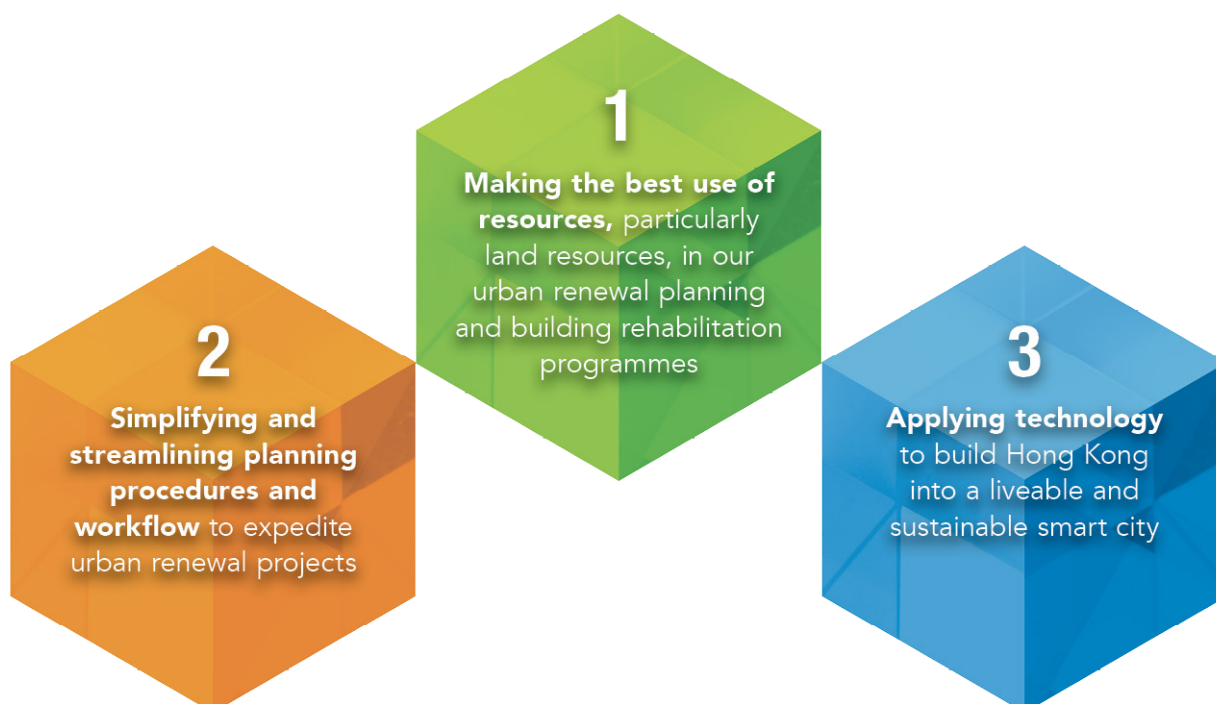 1
Making the best use of
resources, particularly
land resources, in our
urban renewal planning
and building rehabilitation
programmes
2
Simplifying and
streamlining planning
procedures and
workflow to expedite
urban renewal projects
3
Applying technology
to build Hong Kong
into a liveable and
sustainable smart city